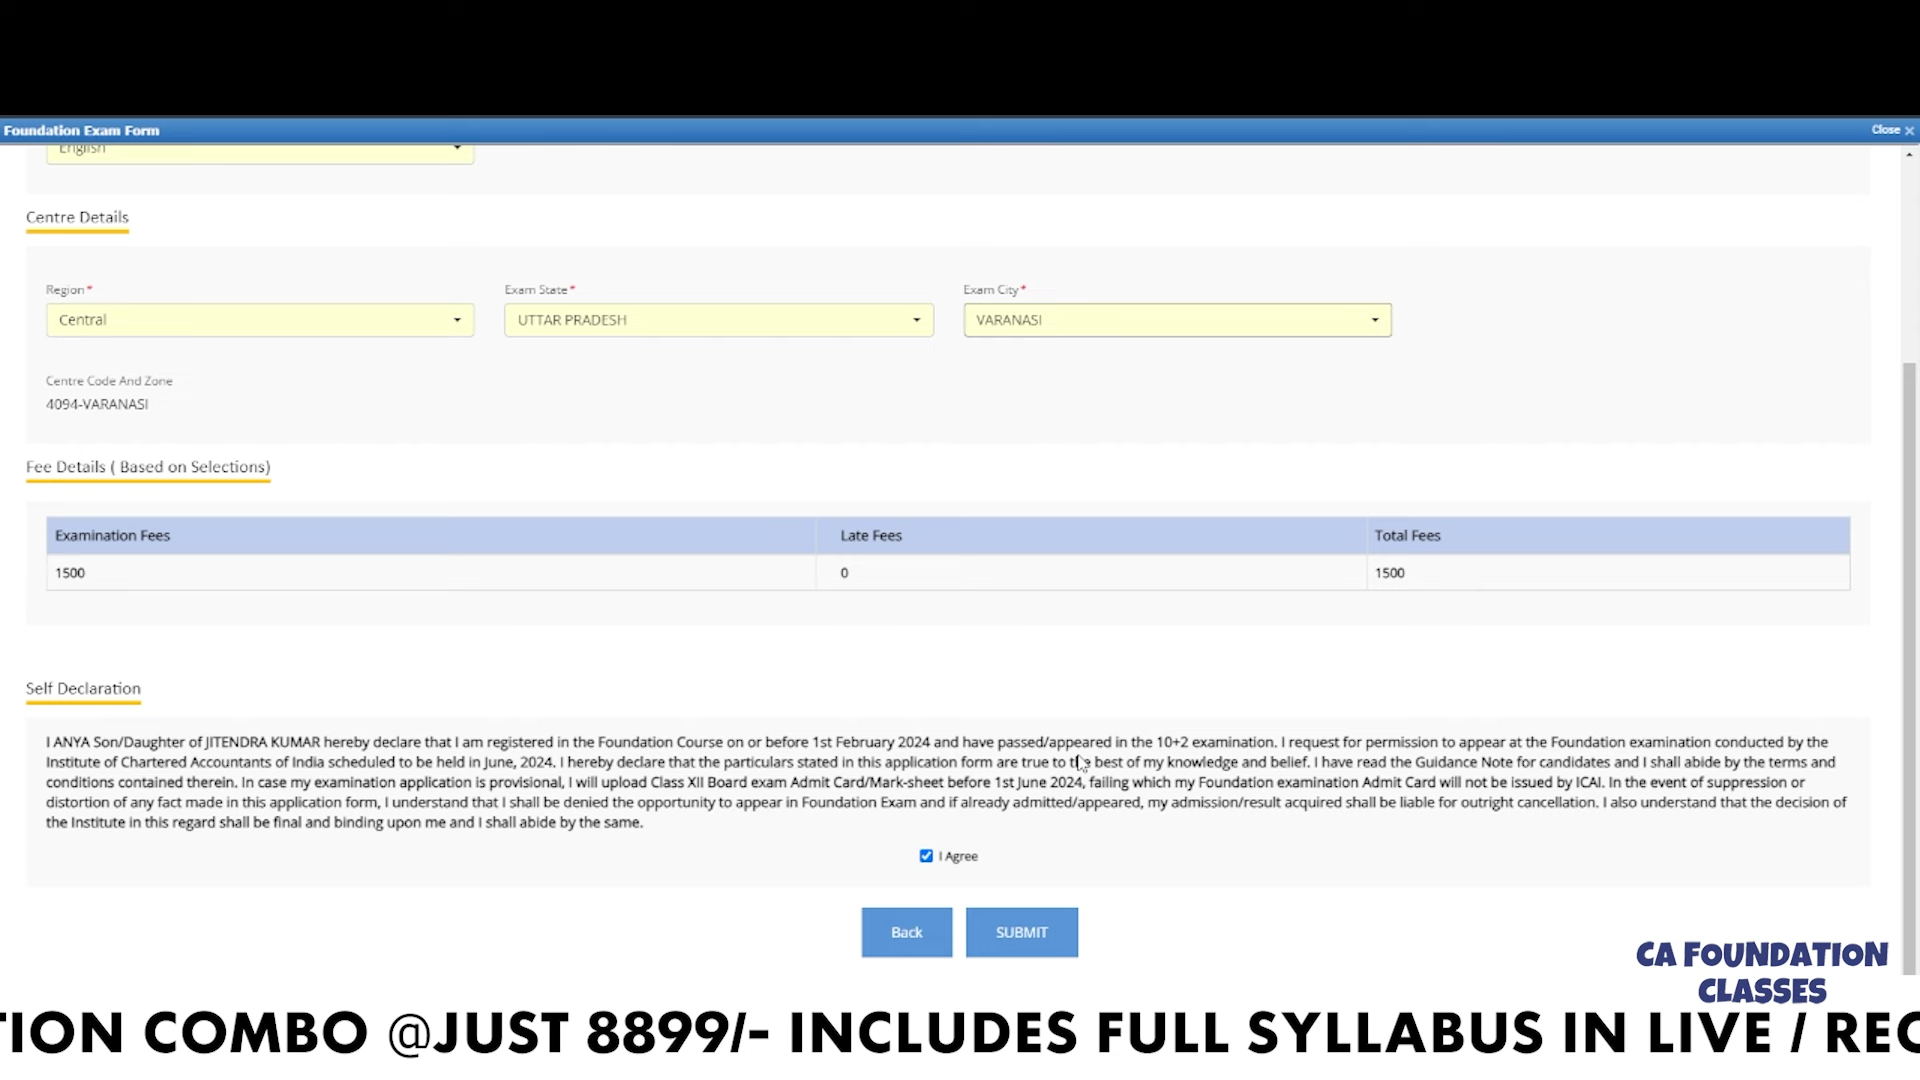 Foundation Exam Form
Close ×
English
Centre Details
Region* Exam State* Exam City*
Central UTTAR PRADESH VARANASI
Centre Code And Zone
4094-VARANASI
Fee Details ( Based on Selections)
Examination Fees Late Fees Total Fees
1500 0 1500
Self Declaration
I ANYA Son/Daughter of JITENDRA KUMAR hereby declare that I am registered in the Foundation Course on or before 1st February 2024 and have passed/appeared in the 10+2 examination. I request for permission to appear at the Foundation examination conducted by the
Institute of Chartered Accountants of India scheduled to be held in June, 2024. I hereby declare that the particulars stated in this application form are true to the best of my knowledge and belief. I have read the Guidance Note for candidates and I shall abide by the terms and
conditions contained therein. In case my examination application is provisional, I will upload Class XII Board exam Admit Card/Mark-sheet before 1st June 2024, failing which my Foundation examination Admit Card will not be issued by ICAI. In the event of suppression or
distortion of any fact made in this application form, I understand that I shall be denied the opportunity to appear in Foundation Exam and if already admitted/appeared, my admission/result acquired shall be liable for outright cancellation. I also understand that the decision of
the Institute in this regard shall be final and binding upon me and I shall abide by the same.
I Agree
Back SUBMIT
CA FOUNDATION
CLASSES
TION COMBO @JUST 8899/- INCLUDES FULL SYLLABUS IN LIVE / REC